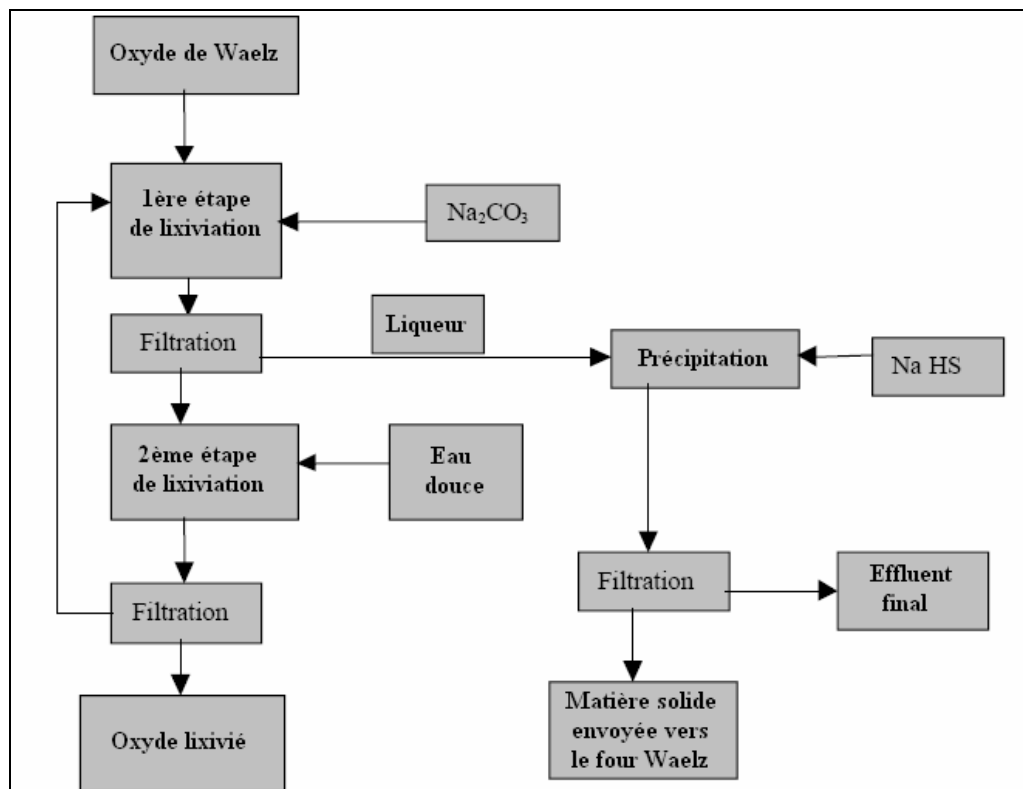 Oxyde de Waelz
1ère étape
de lixiviation
Na₂CO₃
Filtration
Liqueur
Précipitation
Na HS
2ème étape
de lixiviation
Eau
douce
Filtration
Effluent
final
Filtration
Oxyde lixivié
Matière solide
envoyée vers
le four Waelz